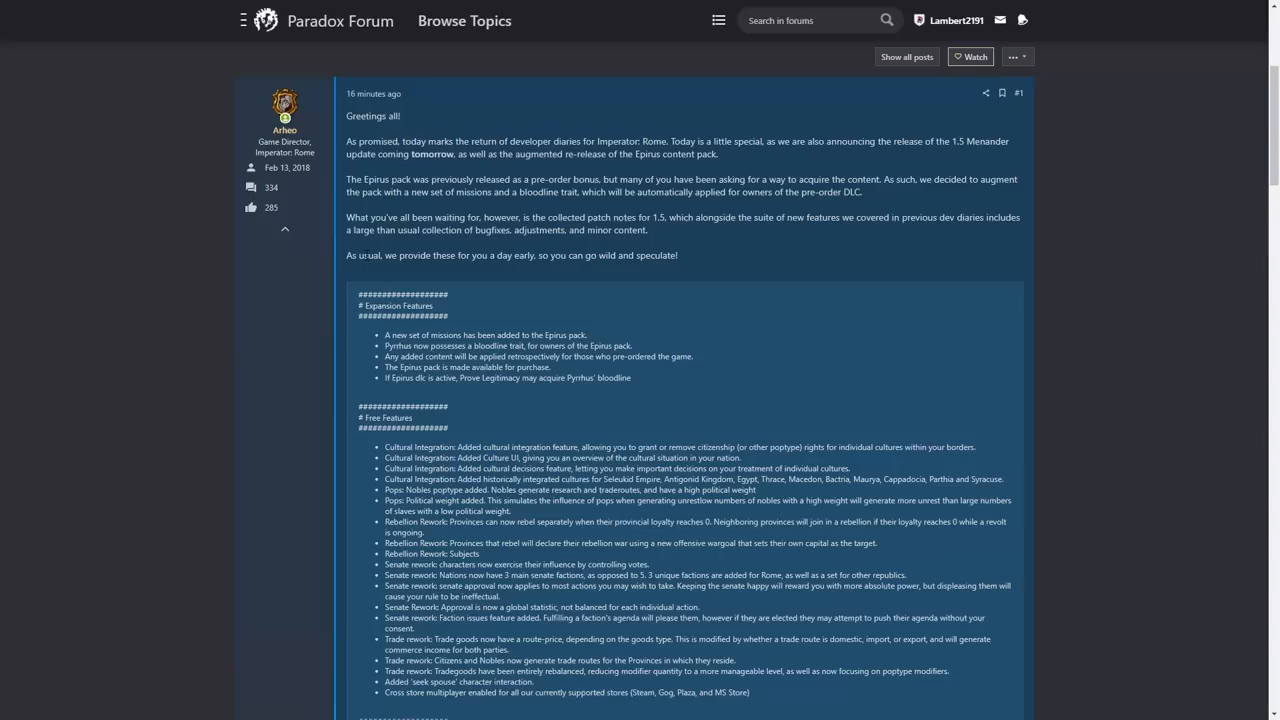 Paradox Forum
Browse Topics
Search in forums
Lambert2191
Show all posts
Watch
Arheo
Game Director,
Imperator: Rome
Feb 13, 2018
334
285
16 minutes ago
#1
Greetings all!
As promised, today marks the return of developer diaries for Imperator: Rome. Today is a little special, as we are also announcing the release of the 1.5 Menander
update coming tomorrow, as well as the augmented re-release of the Epirus content pack.
The Epirus pack was previously released as a pre-order bonus, but many of you have been asking for a way to acquire the content. As such, we decided to augment
the pack with a new set of missions and a bloodline trait, which will be automatically applied for owners of the pre-order DLC.
What you've all been waiting for, however, is the collected patch notes for 1.5, which alongside the suite of new features we covered in previous dev diaries includes
a large than usual collection of bugfixes, adjustments, and minor content.
As usual, we provide these for you a day early, so you can go wild and speculate!
###################
# Expansion Features
###################
• A new set of missions has been added to the Epirus pack.
• Pyrrhus now possesses a bloodline trait, for owners of the Epirus pack.
• Any added content will be applied retrospectively for those who pre-ordered the game.
• The Epirus pack is made available for purchase.
• If Epirus dlc is active, Prove Legitimacy may acquire Pyrrhus' bloodline
###################
# Free Features
###################
• Cultural Integration: Added cultural integration feature, allowing you to grant or remove citizenship (or other poptype) rights for individual cultures within your borders.
• Cultural Integration: Added Culture UI, giving you an overview of the cultural situation in your nation.
• Cultural Integration: Added cultural decisions feature, letting you make important decisions on your treatment of individual cultures.
• Cultural Integration: Added historically integrated cultures for Seleukid Empire, Antigonid Kingdom, Egypt, Thrace, Macedon, Bactria, Maurya, Cappadocia, Parthia and Syracuse.
• Pops: Nobles poptype added. Nobles generate research and traderoutes, and have a high political weight
• Pops: Political weight added. This simulates the influence of pops when generating unrestlow numbers of nobles with a high weight will generate more unrest than large numbers
of slaves with a low political weight.
• Rebellion Rework: Provinces can now rebel separately when their provincial loyalty reaches 0. Neighboring provinces will join in a rebellion if their loyalty reaches 0 while a revolt
is ongoing.
• Rebellion Rework: Provinces that rebel will declare their rebellion war using a new offensive wargoal that sets their own capital as the target.
• Rebellion Rework: Subjects
• Senate rework: characters now exercise their influence by controlling votes.
• Senate rework: Nations now have 3 main senate factions, as opposed to 5. 3 unique factions are added for Rome, as well as a set for other republics.
• Senate rework: senate approval now applies to most actions you may wish to take. Keeping the senate happy will reward you with more absolute power, but displeasing them will
cause your rule to be ineffectual.
• Senate Rework: Approval is now a global statistic, not balanced for each individual action.
• Senate rework: Faction issues feature added. Fulfilling a faction's agenda will please them, however if they are elected they may attempt to push their agenda without your
consent.
• Trade rework: Trade goods now have a route-price, depending on the goods type. This is modified by whether a trade route is domestic, import, or export, and will generate
commerce income for both parties.
• Trade rework: Citizens and Nobles now generate trade routes for the Provinces in which they reside.
• Trade rework: Tradegoods have been entirely rebalanced, reducing modifier quantity to a more manageable level, as well as now focusing on poptype modifiers.
• Added 'seek spouse' character interaction.
• Cross store multiplayer enabled for all our currently supported stores (Steam, Gog, Plaza, and MS Store)